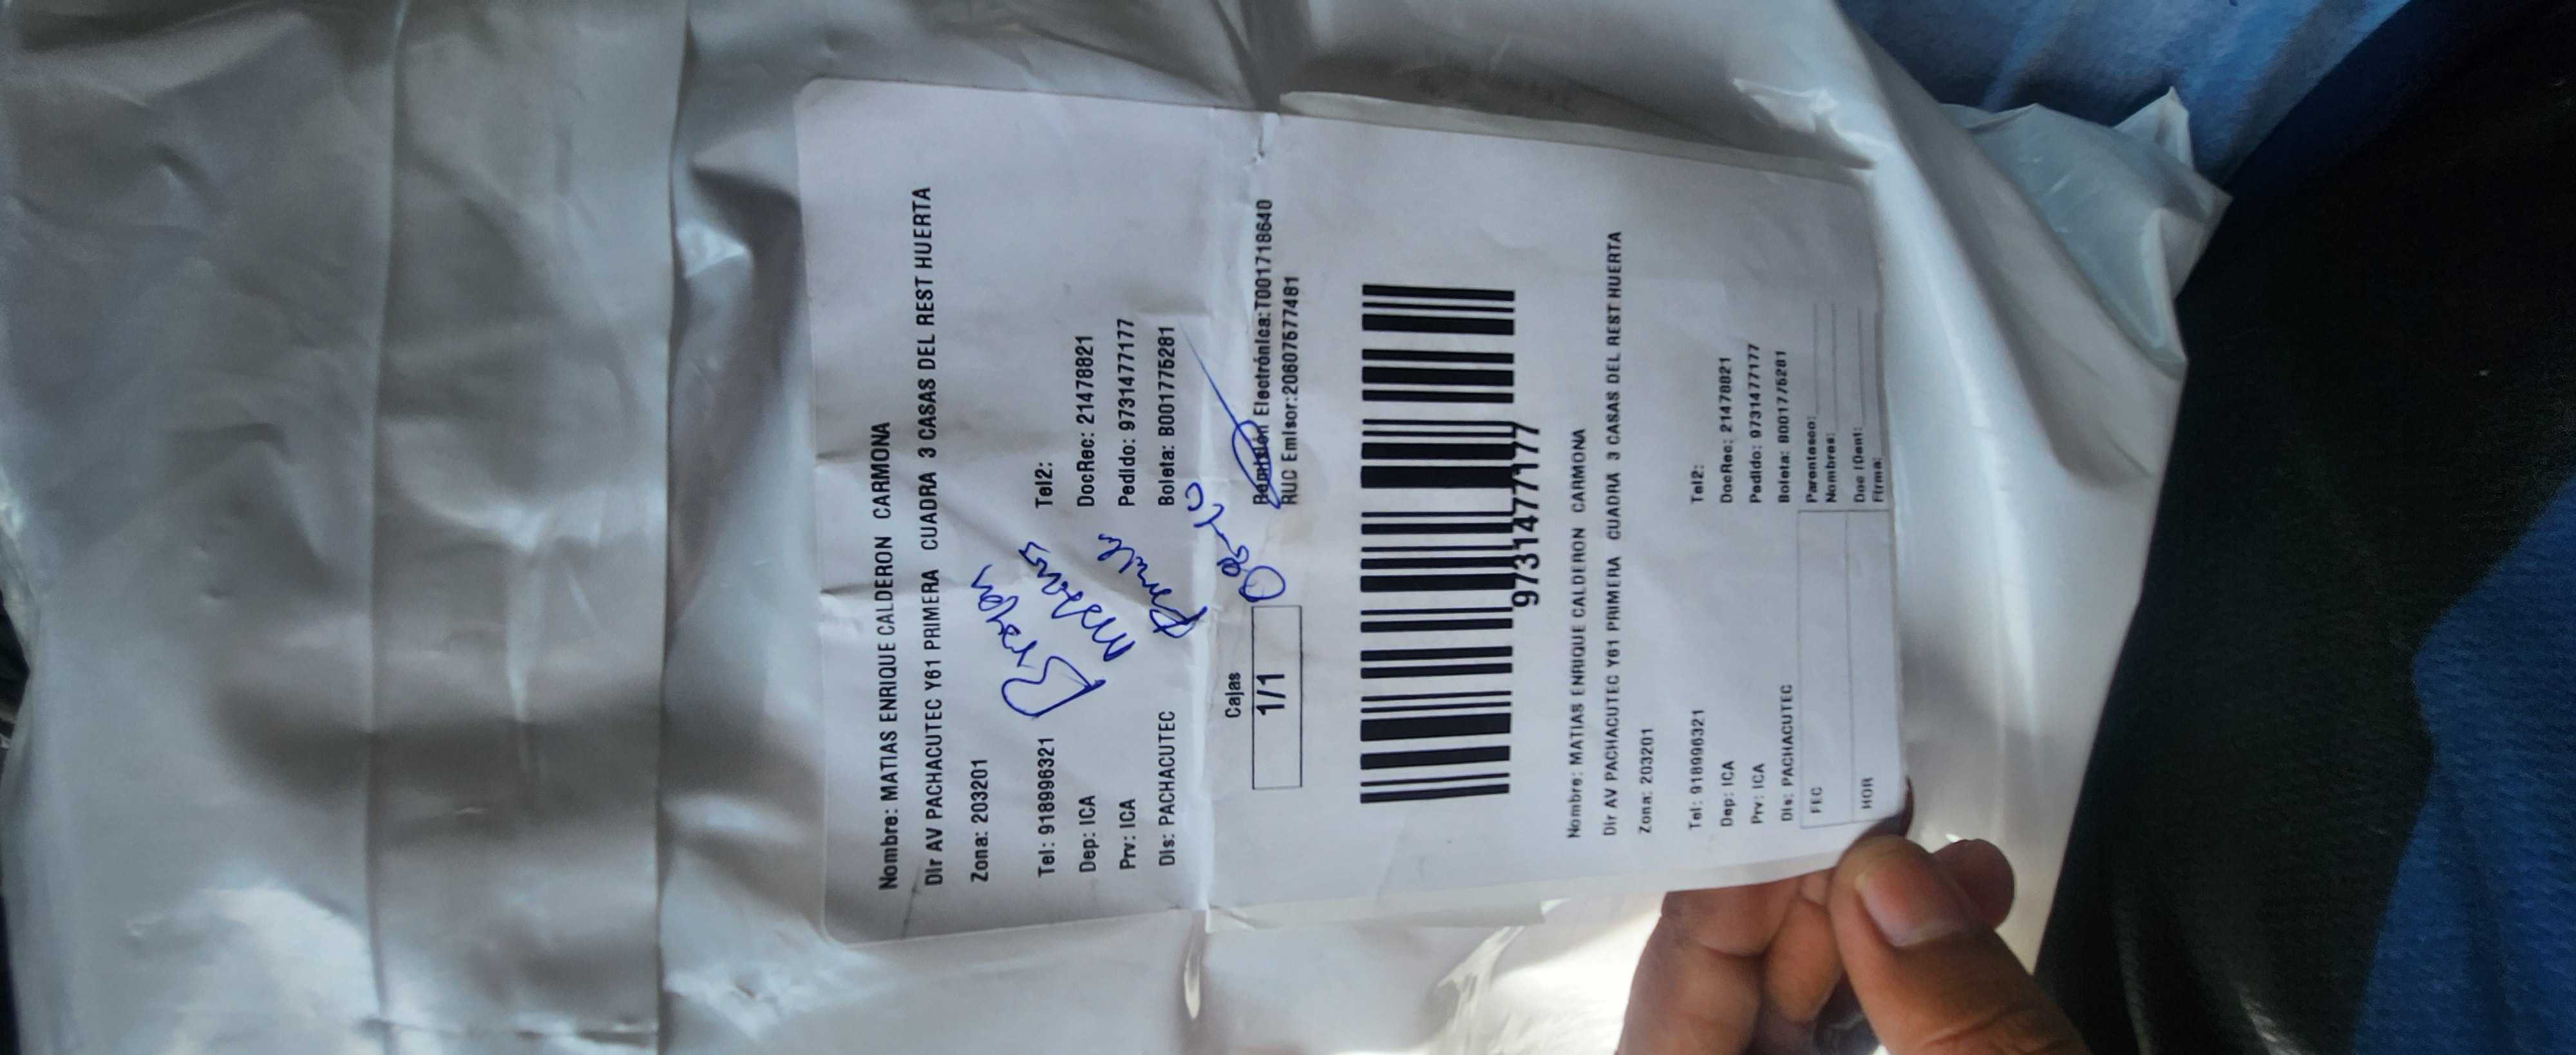 Nombre: MATIAS ENRIQUE CALDERON CARMONA
Dir AV PACHACUTEC Y61 PRIMERA CUADRA 3 CASAS DEL REST HUERTA
Zona: 203201
Tel: 918996321 Tel2:
Dep: ICA DocRec: 21478821
Prv: ICA Pedido: 97314771​77
Dis: PACHACUTEC Boleta: B001775281
Cajas
1/1
Remisión Electrónica:T001718640
RUC Emisor:20607577481
9731477177
Nombre: MATIAS ENRIQUE CALDERON CARMONA
Dir AV PACHACUTEC Y61 PRIMERA CUADRA 3 CASAS DEL REST HUERTA
Zona: 203201
Tel: 918996321 Tel2:
Dep: ICA DocRec: 21478821
Prv: ICA Pedido: 9731477177
Dis: PACHACUTEC Boleta: B001775281
FEC Parentesco:
Nombres:
HOR Doc IDent:
Firma: